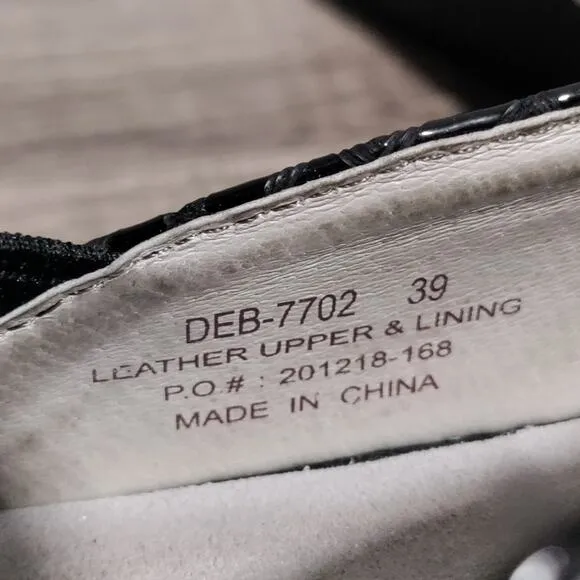 DEB-7702 39
LEATHER UPPER & LINING
P.O.# : 201218-168
MADE IN CHINA